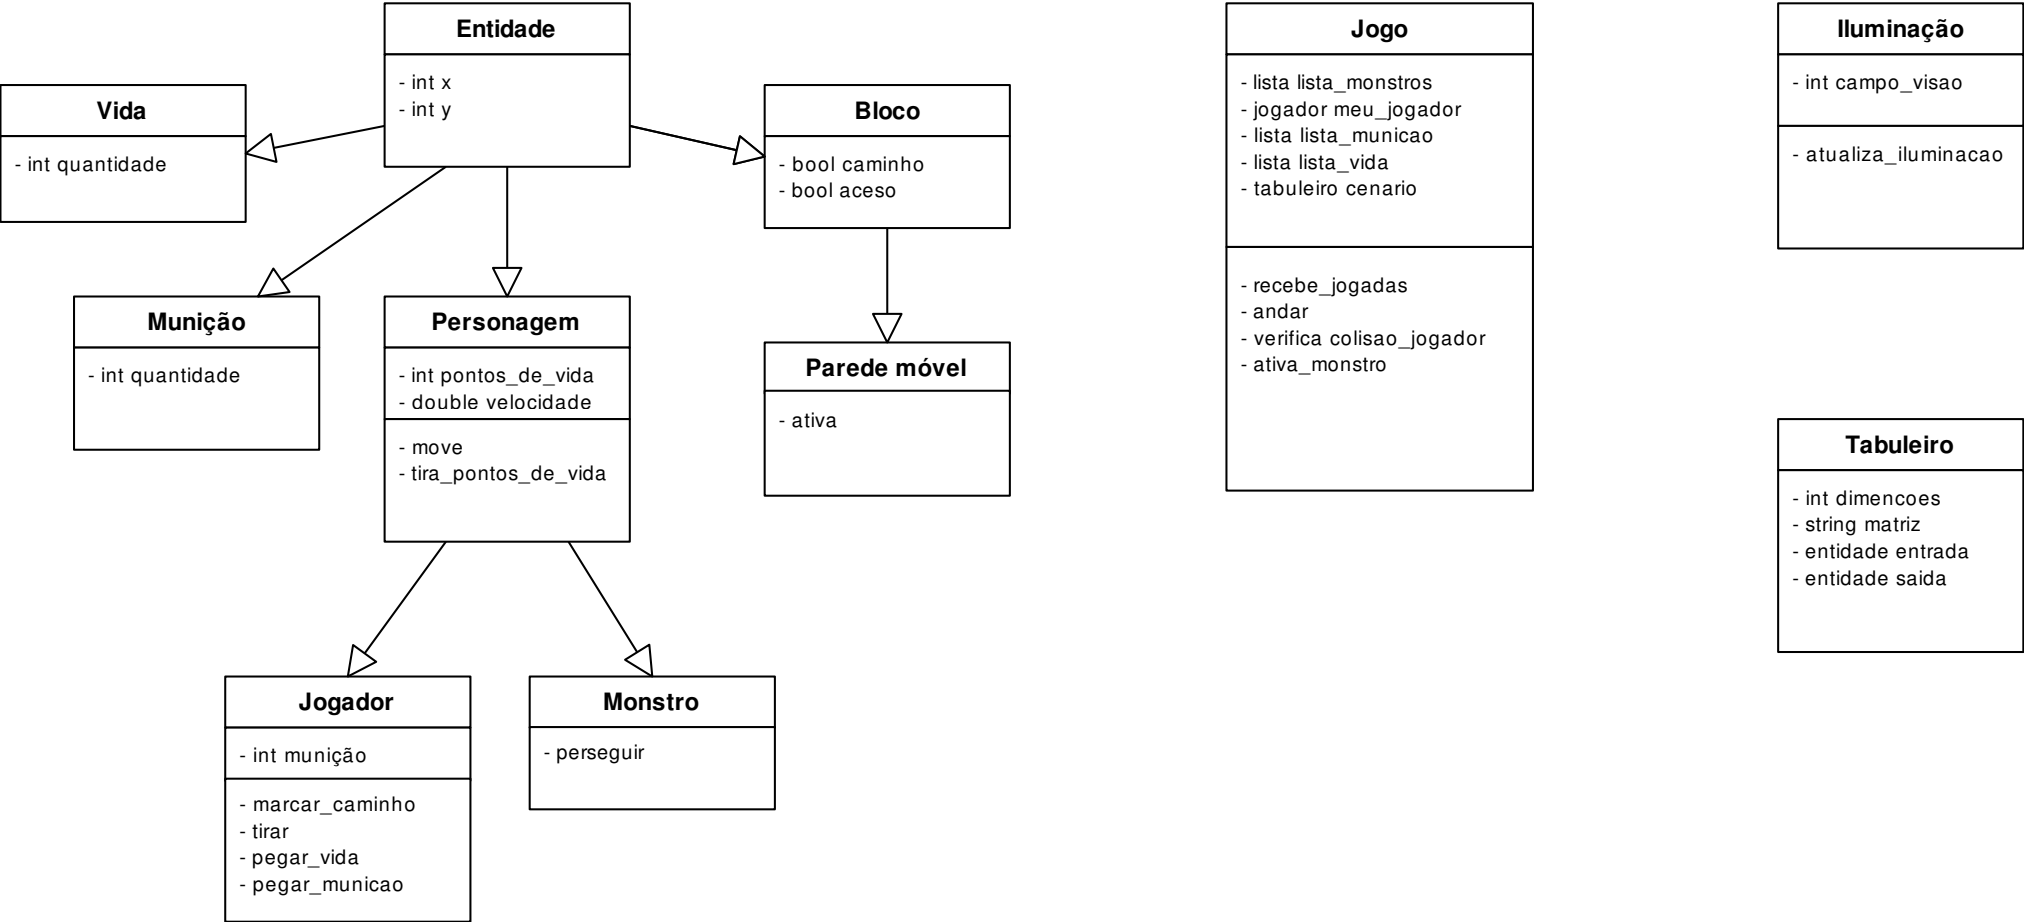 Entidade
- int x
- int y
Vida
- int quantidade
Bloco
- bool caminho
- bool aceso
Munição
- int quantidade
Personagem
- int pontos_de_vida
- double velocidade
- move
- tira_pontos_de_vida
Parede móvel
- ativa
Jogador
- int munição
- marcar_caminho
- tirar
- pegar_vida
- pegar_municao
Monstro
- perseguir
Jogo
- lista lista_monstros
- jogador meu_jogador
- lista lista_municao
- lista lista_vida
- tabuleiro cenario
- recebe_jogadas
- andar
- verifica colisao_jogador
- ativa_monstro
Iluminação
- int campo_visao
- atualiza_iluminacao
Tabuleiro
- int dimencoes
- string matriz
- entidade entrada
- entidade saida